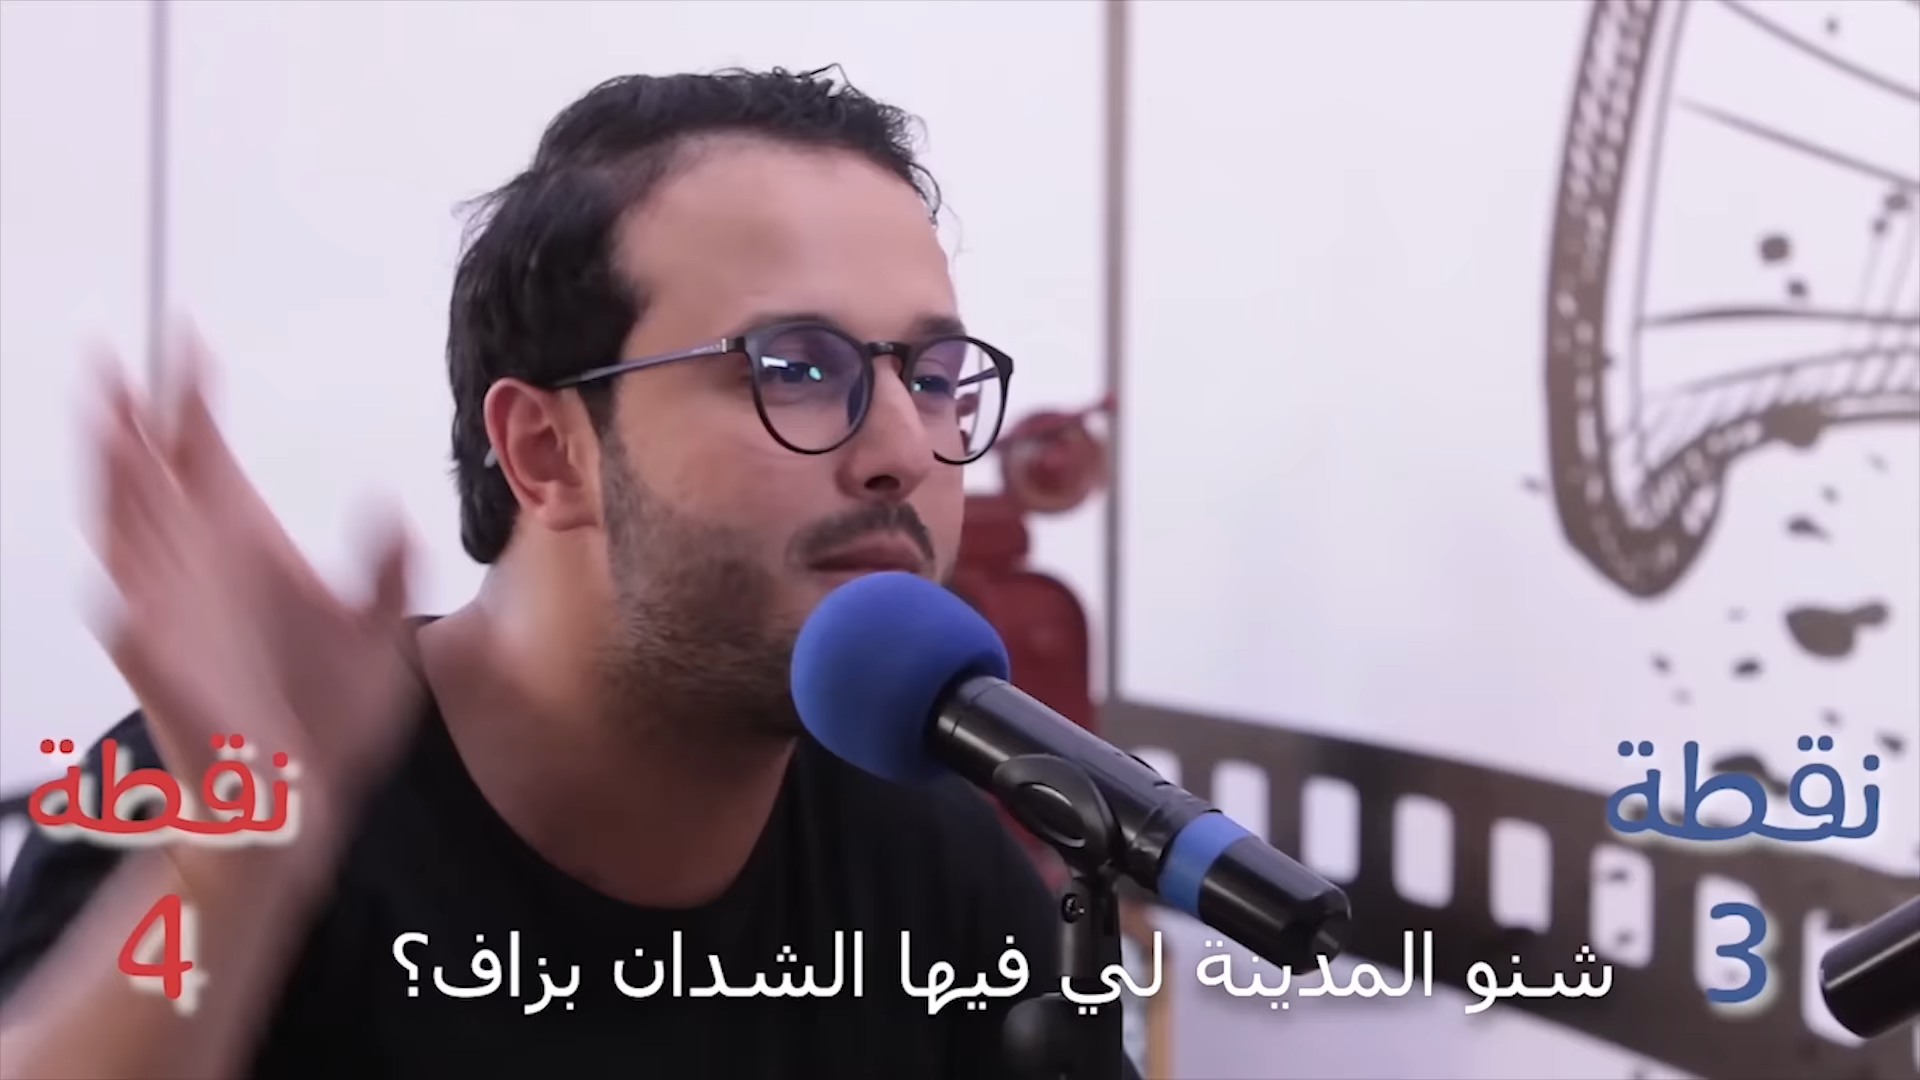 نقطة
4
نقطة
3
شنو المدينة لي فيها الشدان بزاف؟